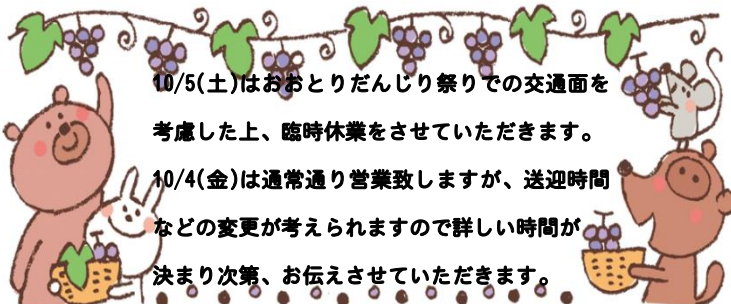 10/5(土)はおおとりだんじり祭りでの交通面を
考慮した上、臨時休業をさせていただきます。
10/4(金)は通常通り営業致しますが、送迎時間
などの変更が考えられますので詳しい時間が
決まり次第、お伝えさせていただきます。